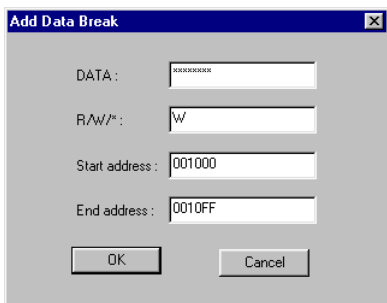 Add Data Break
DATA : ********
R/W/* : W
Start address : 001000
End address : 0010FF
OK Cancel